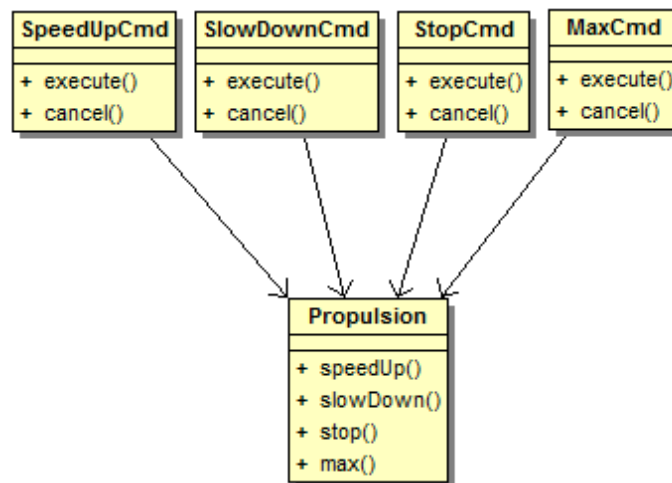 SpeedUpCmd
+ execute()
+ cancel()
SlowDownCmd
+ execute()
+ cancel()
StopCmd
+ execute()
+ cancel()
MaxCmd
+ execute()
+ cancel()
Propulsion
+ speedUp()
+ slowDown()
+ stop()
+ max()